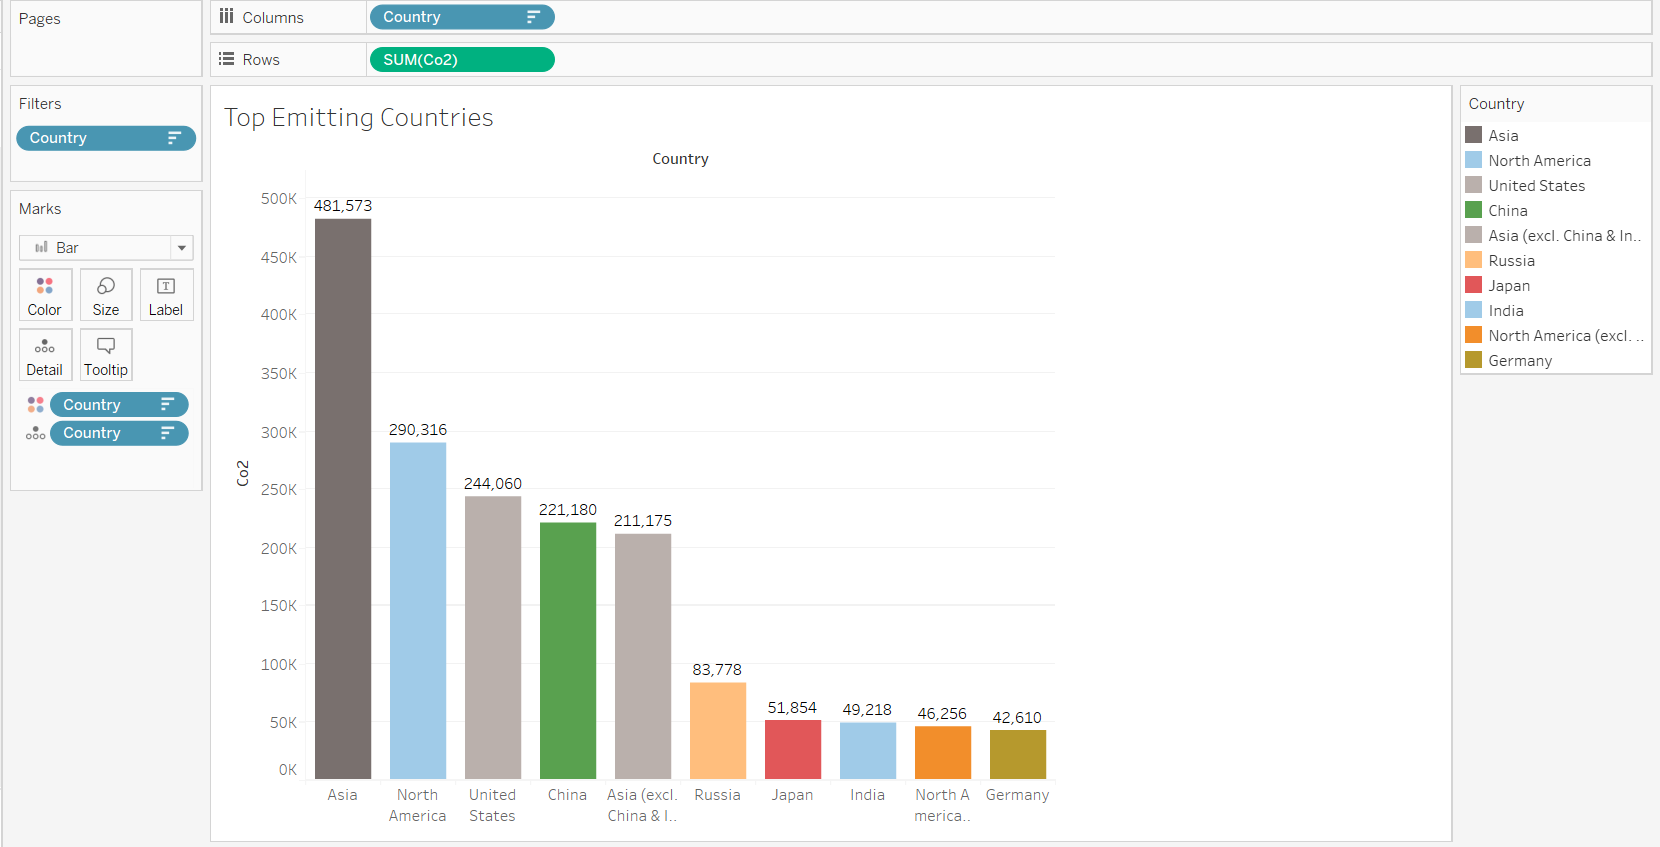 Pages
Columns
Country
Rows
SUM(Co2)
Filters
Country
Marks
Bar
Color
Size
Label
Detail
Tooltip
Country
Country
Top Emitting Countries
Country
Co2
500K
450K
400K
350K
300K
250K
200K
150K
100K
50K
0K
481,573
290,316
244,060
221,180
211,175
83,778
51,854
49,218
46,256
42,610
Asia
North
America
United
States
China
Asia (excl.
China & I..
Russia
Japan
India
North A
merica..
Germany
Country
Asia
North America
United States
China
Asia (excl. China & In..
Russia
Japan
India
North America (excl. ..
Germany